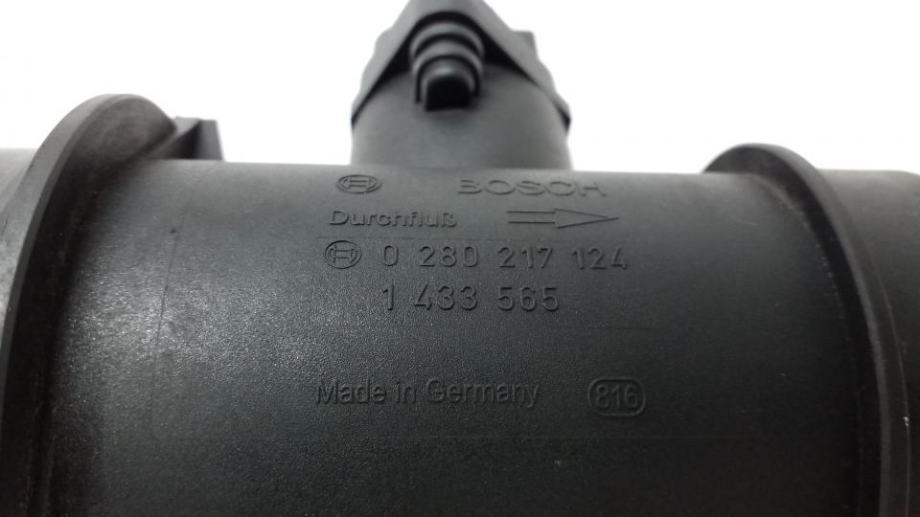 BOSCH
Durchfluß
0 280 217 124
1 433 565
Made in Germany 816